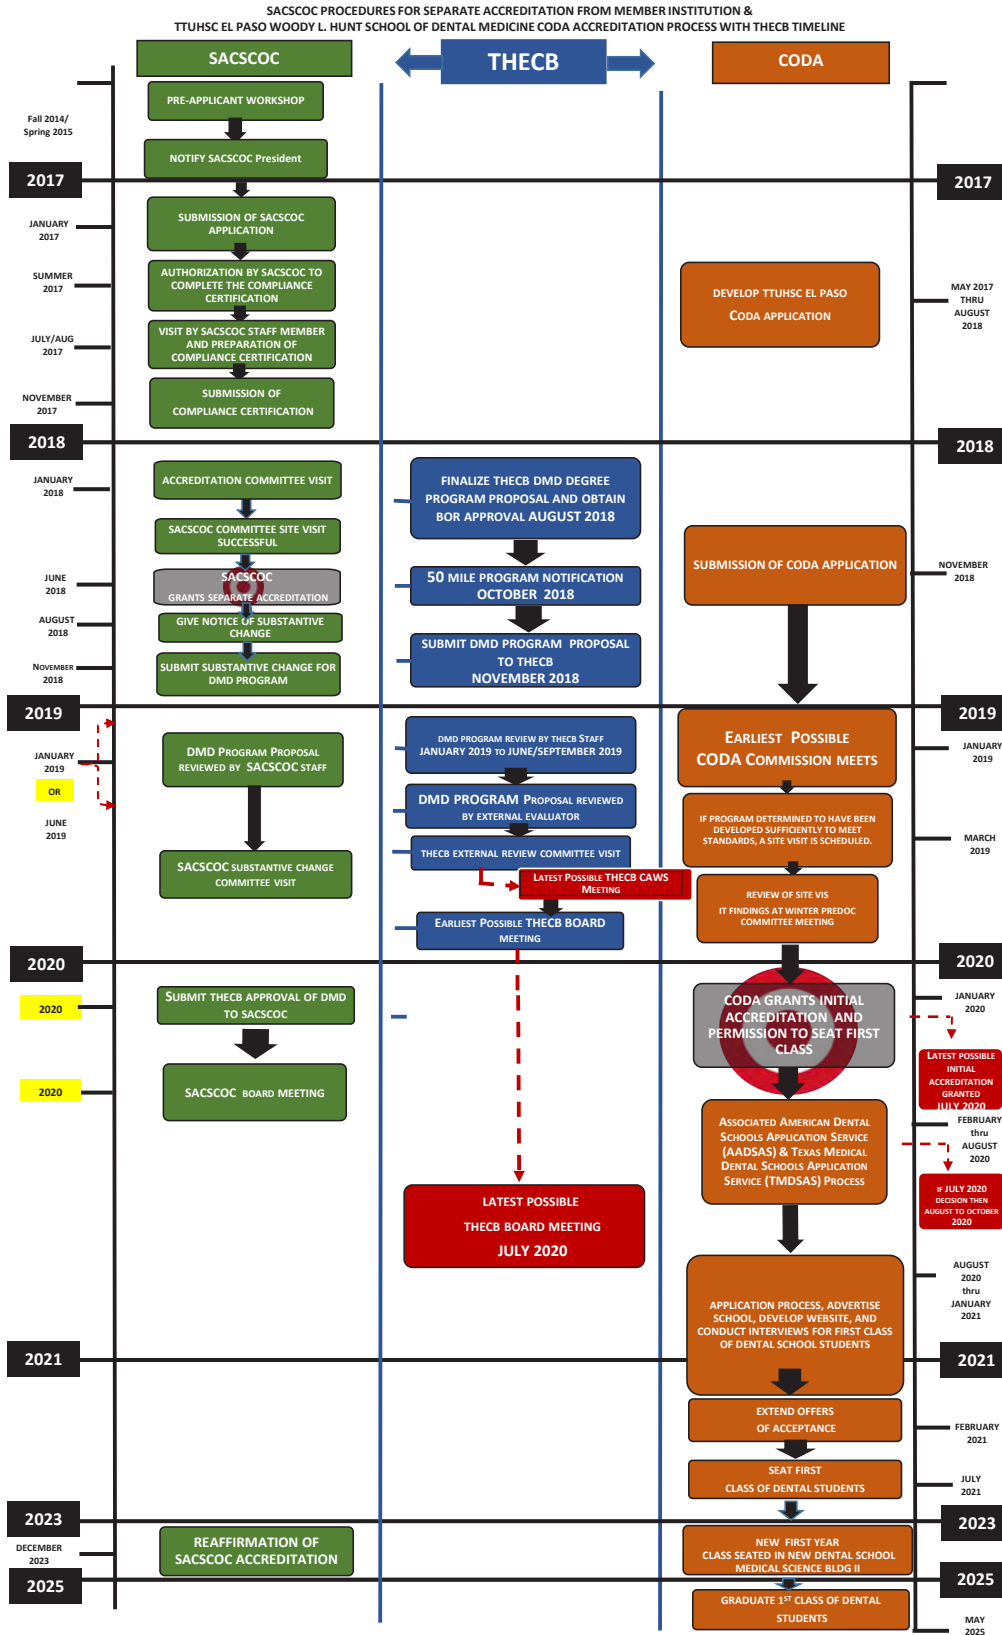 SACSCOC PROCEDURES FOR SEPARATE ACCREDITATION FROM MEMBER INSTITUTION &
TTUHSC EL PASO WOODY L. HUNT SCHOOL OF DENTAL MEDICINE CODA ACCREDITATION PROCESS WITH THECB TIMELINE
SACSCOC
THECB
CODA
Fall 2014/
Spring 2015
PRE-APPLICANT WORKSHOP
NOTIFY SACSCOC President
2017
2017
JANUARY
2017
SUBMISSION OF SACSCOC
APPLICATION
SUMMER
2017
AUTHORIZATION BY SACSCOC TO
COMPLETE THE COMPLIANCE
CERTIFICATION
DEVELOP TTUHSC EL PASO
CODA APPLICATION
MAY 2017
THRU
AUGUST
2018
JULY/AUG
2017
VISIT BY SACSCOC STAFF MEMBER
AND PREPARATION OF
COMPLIANCE CERTIFICATION
NOVEMBER
2017
SUBMISSION OF
COMPLIANCE CERTIFICATION
2018
2018
JANUARY
2018
ACCREDITATION COMMITTEE VISIT
FINALIZE THECB DMD DEGREE
PROGRAM PROPOSAL AND OBTAIN
BOR APPROVAL AUGUST 2018
SACSCOC COMMITTEE SITE VISIT
SUCCESSFUL
SUBMISSION OF CODA APPLICATION
NOVEMBER
2018
JUNE
2018
SACSCOC
GRANTS SEPARATE ACCREDITATION
50 MILE PROGRAM NOTIFICATION
OCTOBER 2018
AUGUST
2018
GIVE NOTICE OF SUBSTANTIVE
CHANGE
NOVEMBER
2018
SUBMIT SUBSTANTIVE CHANGE FOR
DMD PROGRAM
SUBMIT DMD PROGRAM PROPOSAL
TO THECB
NOVEMBER 2018
2019
2019
JANUARY
2019
OR
JUNE
2019
DMD PROGRAM PROPOSAL
REVIEWED BY SACSCOC STAFF
DMD PROGRAM REVIEW BY THECB STAFF
JANUARY 2019 TO JUNE/SEPTEMBER 2019
EARLIEST POSSIBLE
CODA COMMISSION MEETS
JANUARY
2019
DMD PROGRAM PROPOSAL REVIEWED
BY EXTERNAL EVALUATOR
IF PROGRAM DETERMINED TO HAVE BEEN
DEVELOPED SUFFICIENTLY TO MEET
STANDARDS, A SITE VISIT IS SCHEDULED.
MARCH
2019
SACSCOC SUBSTANTIVE CHANGE
COMMITTEE VISIT
THECB EXTERNAL REVIEW COMMITTEE VISIT
LATEST POSSIBLE THECB CAWS
MEETING
REVIEW OF SITE VIS
IT FINDINGS AT WINTER PREDOC
COMMITTEE MEETING
EARLIEST POSSIBLE THECB BOARD
MEETING
2020
2020
2020
SUBMIT THECB APPROVAL OF DMD
TO SACSCOC
CODA GRANTS INITIAL
ACCREDITATION AND
PERMISSION TO SEAT FIRST
CLASS
JANUARY
2020
LATEST POSSIBLE
INITIAL
ACCREDITATION
GRANTED
JULY 2020
2020
SACSCOC BOARD MEETING
ASSOCIATED AMERICAN DENTAL
SCHOOLS APPLICATION SERVICE
(AADSAS) & TEXAS MEDICAL
DENTAL SCHOOLS APPLICATION
SERVICE (TMDSAS) PROCESS
FEBRUARY
thru
AUGUST
2020
IF JULY 2020
DECISION THEN
AUGUST TO OCTOBER
2020
LATEST POSSIBLE
THECB BOARD MEETING
JULY 2020
APPLICATION PROCESS, ADVERTISE
SCHOOL, DEVELOP WEBSITE, AND
CONDUCT INTERVIEWS FOR FIRST CLASS
OF DENTAL SCHOOL STUDENTS
AUGUST
2020
thru
JANUARY
2021
2021
2021
EXTEND OFFERS
OF ACCEPTANCE
FEBRUARY
2021
SEAT FIRST
CLASS OF DENTAL STUDENTS
JULY
2021
2023
2023
DECEMBER
2023
REAFFIRMATION OF
SACSCOC ACCREDITATION
NEW FIRST YEAR
CLASS SEATED IN NEW DENTAL SCHOOL
MEDICAL SCIENCE BLDG II
2025
2025
GRADUATE 1ST CLASS OF DENTAL
STUDENTS
MAY
2025